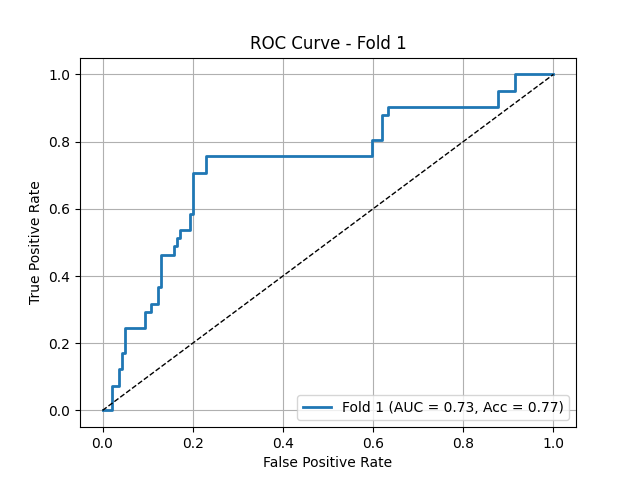 ROC Curve - Fold 1
1.0
0.8
0.6
0.4
0.2
0.0
True Positive Rate
Fold 1 (AUC = 0.73, Acc = 0.77)
0.0 0.2 0.4 0.6 0.8 1.0
False Positive Rate